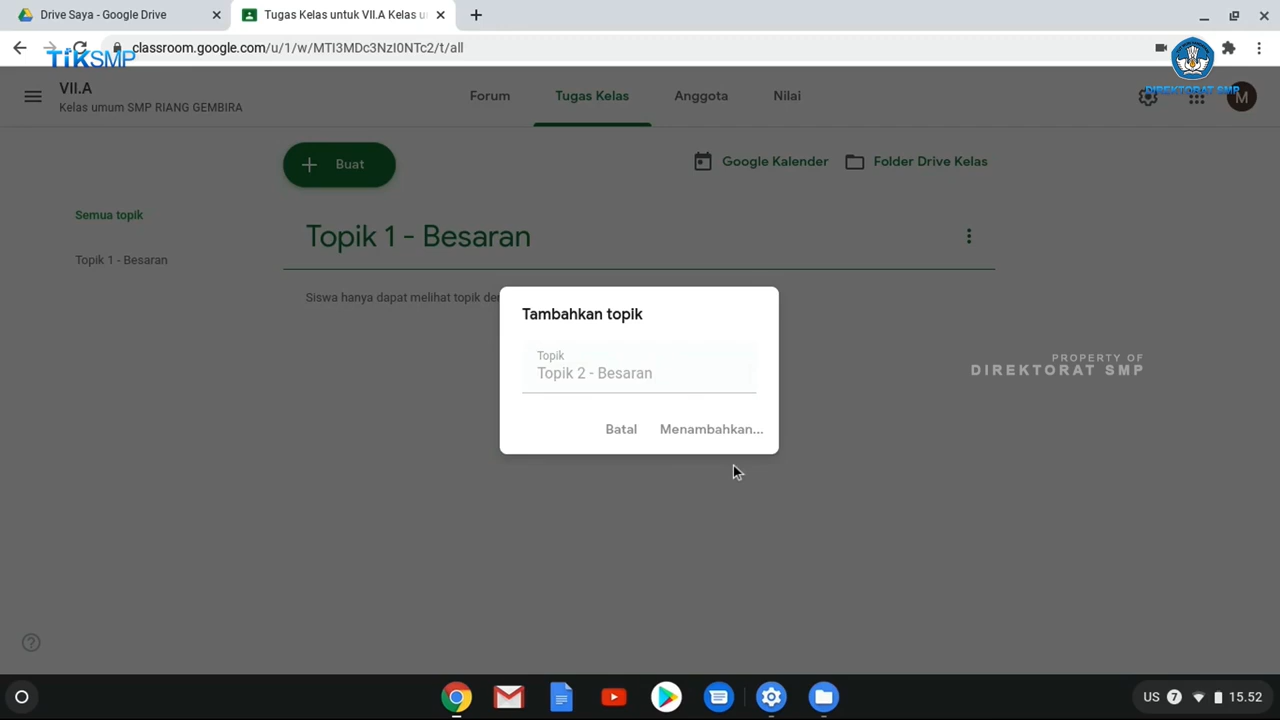 Drive Saya - Google Drive
Tugas Kelas untuk VII.A Kelas u
classroom.google.com/u/1/w/MTI3MDc3NzI0NTc2/t/all
TikSMP
DIREKTORAT SMP
VII.A
Kelas umum SMP RIANG GEMBIRA
Forum
Tugas Kelas
Anggota
Nilai
M
Buat
Google Kalender
Folder Drive Kelas
Semua topik
Topik 1 - Besaran
Topik 1 - Besaran
Siswa hanya dapat melihat topik
Tambahkan topik
Topik
Topik 2 - Besaran
Batal
Menambahkan...
PROPERTY OF
DIREKTORAT SMP
US
7
15.52